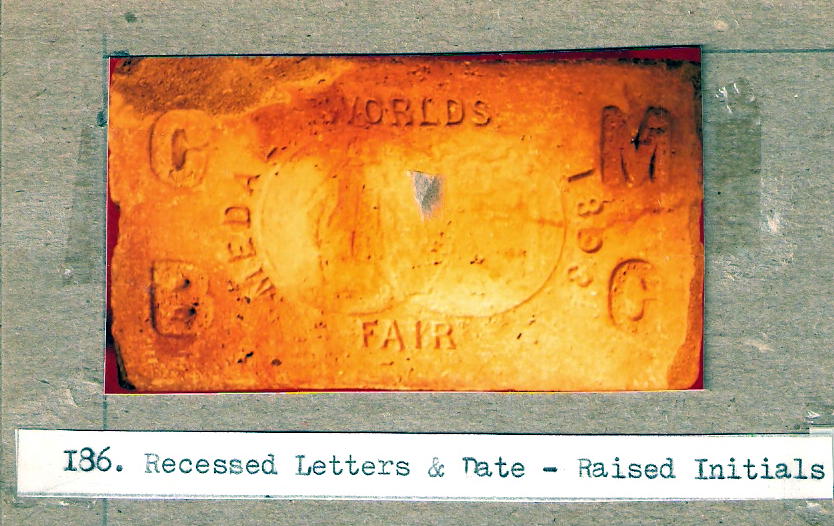 WORLDS
C M
MEDAL 1893
B C
FAIR
186. Recessed Letters & Date - Raised Initials